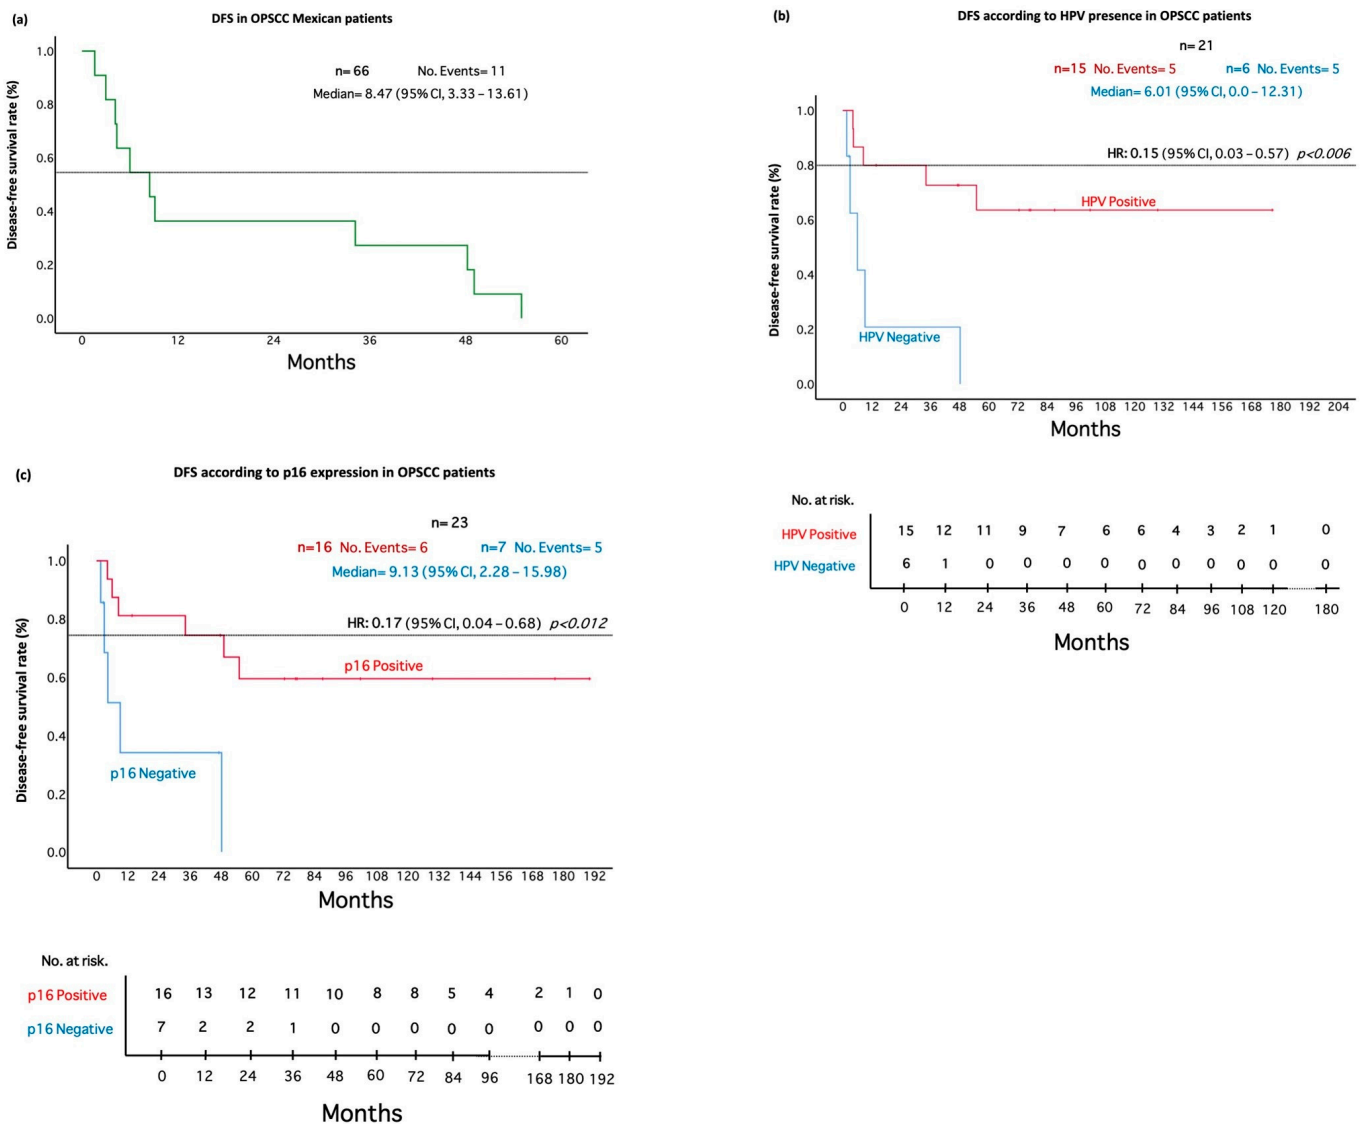 (a)
DFS in OPSCC Mexican patients
n= 66 No. Events= 11
Median= 8.47 (95% CI, 3.33 – 13.61)
Disease-free survival rate (%)
1.0
0.8
0.6
0.4
0.2
0.0
0 12 24 36 48 60
Months
(b)
DFS according to HPV presence in OPSCC patients
n= 21
n=15 No. Events= 5 n=6 No. Events= 5
Median= 6.01 (95% CI, 0.0 – 12.31)
HR: 0.15 (95% CI, 0.03 – 0.57) p<0.006
HPV Positive
HPV Negative
Disease-free survival rate (%)
1.0
0.8
0.6
0.4
0.2
0.0
0 12 24 36 48 60 72 84 96 108 120 132 144 156 168 180 192 204
Months
No. at risk.
HPV Positive 15 12 11 9 7 6 6 4 3 2 1 0
HPV Negative 6 1 0 0 0 0 0 0 0 0 0 0
0 12 24 36 48 60 72 84 96 108 120 180
Months
(c)
DFS according to p16 expression in OPSCC patients
n= 23
n=16 No. Events= 6 n=7 No. Events= 5
Median= 9.13 (95% CI, 2.28 – 15.98)
HR: 0.17 (95% CI, 0.04 – 0.68) p<0.012
p16 Positive
p16 Negative
Disease-free survival rate (%)
1.0
0.8
0.6
0.4
0.2
0.0
0 12 24 36 48 60 72 84 96 108 120 132 144 156 168 180 192
Months
No. at risk.
p16 Positive 16 13 12 11 10 8 8 5 4 2 1 0
p16 Negative 7 2 2 1 0 0 0 0 0 0 0 0
0 12 24 36 48 60 72 84 96 168 180 192
Months